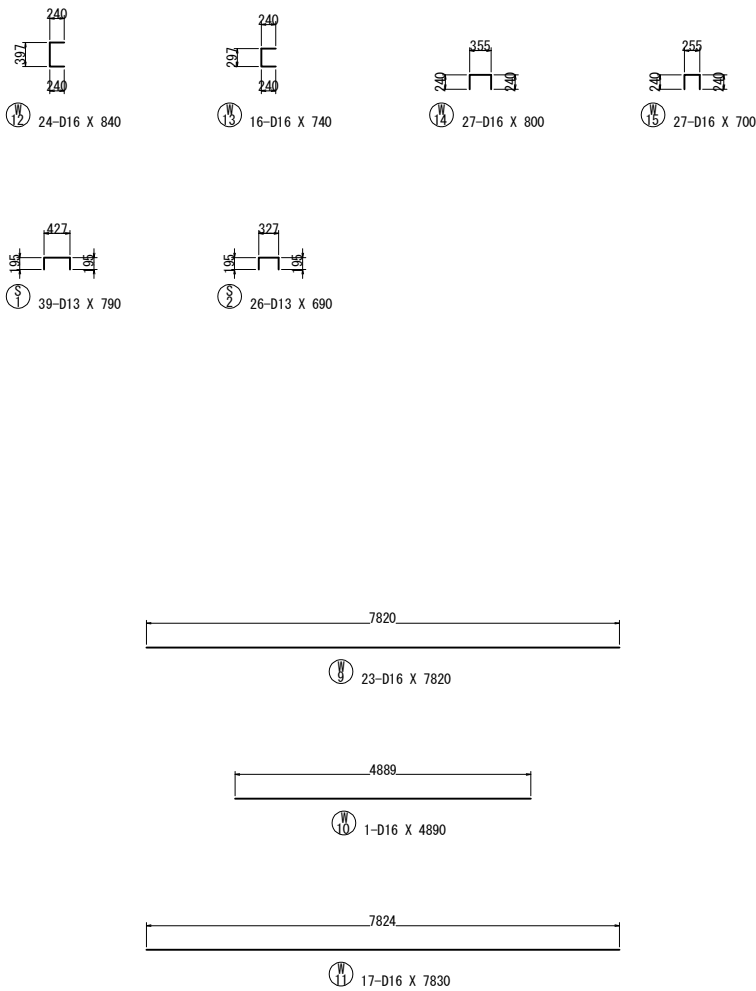 240
397
240
W
12
24-D16 X 840
240
297
240
W
13
16-D16 X 740
355
240
240
W
14
27-D16 X 800
255
240
240
W
15
27-D16 X 700
427
195
195
S
1
39-D13 X 790
327
195
195
S
2
26-D13 X 690
7820
W
9
23-D16 X 7820
4889
W
10
1-D16 X 4890
7824
W
11
17-D16 X 7830